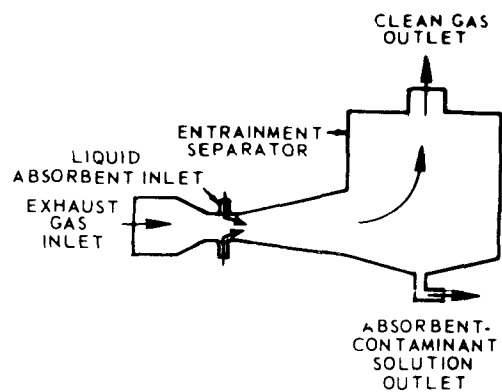 CLEAN GAS
OUTLET
ENTRAINMENT
SEPARATOR
LIQUID
ABSORBENT INLET
EXHAUST
GAS
INLET
ABSORBENT-
CONTAMINANT
SOLUTION
OUTLET